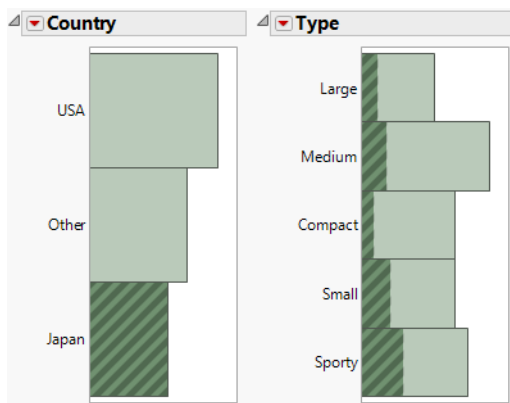 Country
USA
Other
Japan
Type
Large
Medium
Compact
Small
Sporty